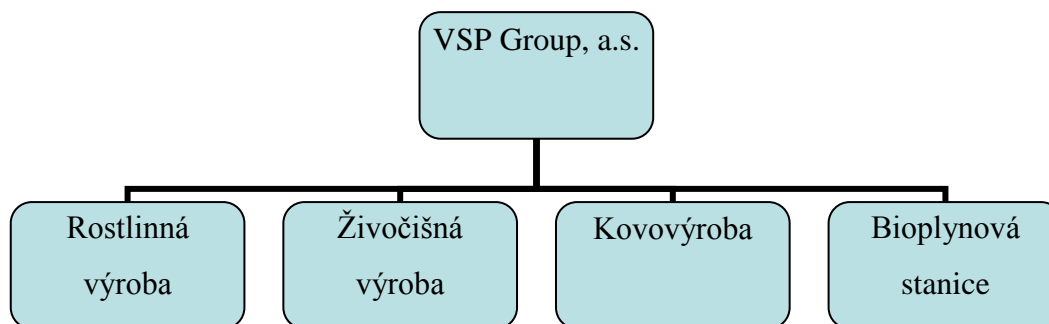 VSP Group, a.s.
Rostlinná
výroba
Živočišná
výroba
Kovovýroba
Bioplynová
stanice